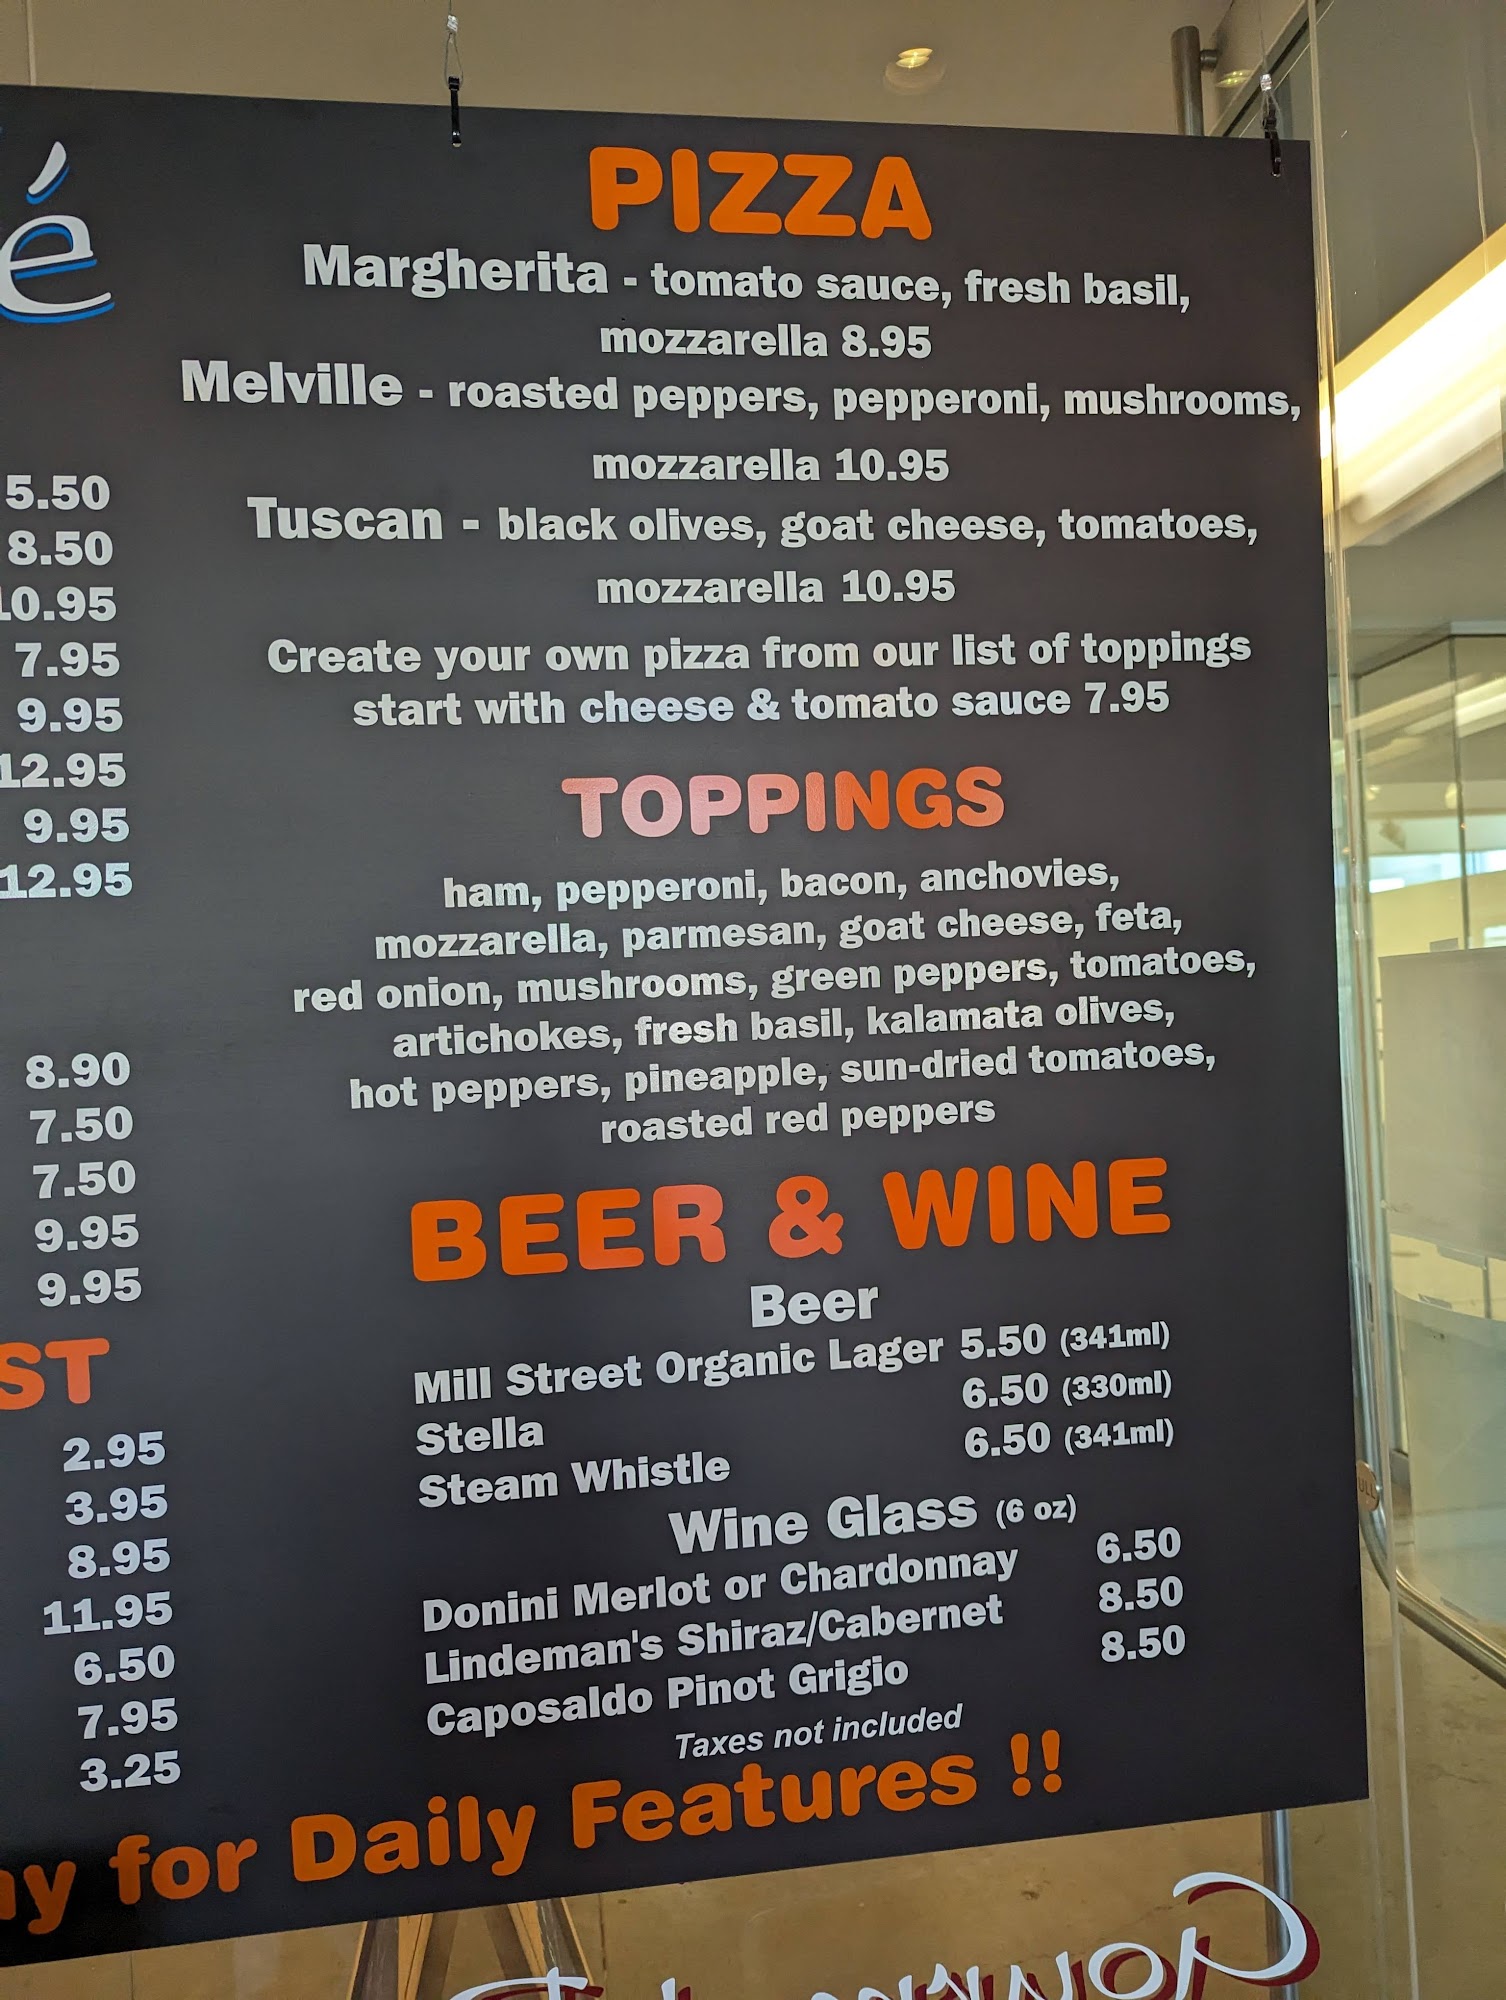 é
5.50
8.50
10.95
7.95
9.95
12.95
9.95
12.95
8.90
7.50
7.50
9.95
9.95
ST
2.95
3.95
8.95
11.95
6.50
7.95
3.25
PIZZA
Margherita - tomato sauce, fresh basil,
mozzarella 8.95
Melville - roasted peppers, pepperoni, mushrooms,
mozzarella 10.95
Tuscan - black olives, goat cheese, tomatoes,
mozzarella 10.95
Create your own pizza from our list of toppings
start with cheese & tomato sauce 7.95
TOPPINGS
ham, pepperoni, bacon, anchovies,
mozzarella, parmesan, goat cheese, feta,
red onion, mushrooms, green peppers, tomatoes,
artichokes, fresh basil, kalamata olives,
hot peppers, pineapple, sun-dried tomatoes,
roasted red peppers
BEER & WINE
Beer
Mill Street Organic Lager 5.50 (341ml)
Stella 6.50 (330ml)
Steam Whistle 6.50 (341ml)
Wine Glass (6 oz)
Donini Merlot or Chardonnay 6.50
Lindeman's Shiraz/Cabernet 8.50
Caposaldo Pinot Grigio 8.50
Taxes not included
y for Daily Features !!